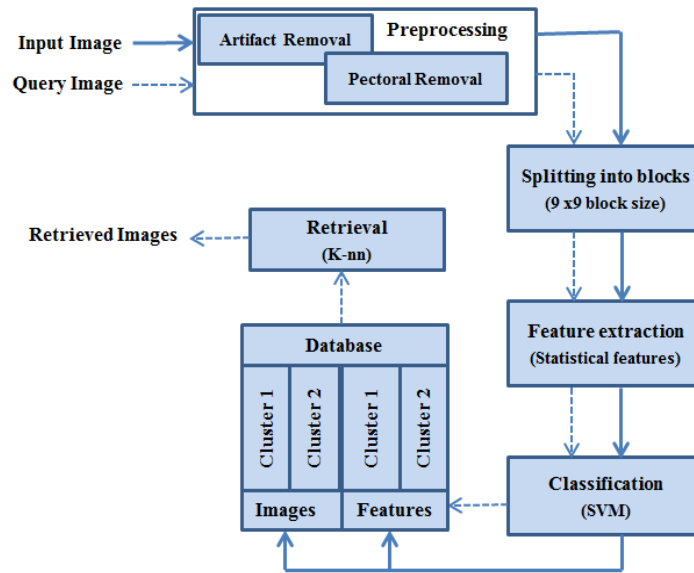 Input Image
Query Image
Preprocessing
Artifact Removal
Pectoral Removal
Splitting into blocks
(9 x9 block size)
Feature extraction
(Statistical features)
Classification
(SVM)
Retrieved Images
Retrieval
(K-nn)
Database
Cluster 1
Cluster 2
Cluster 1
Cluster 2
Images
Features